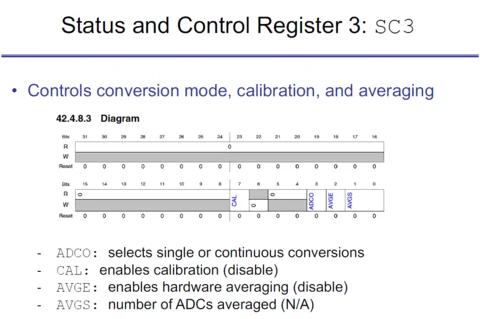 Status and Control Register 3: SC3
• Controls conversion mode, calibration, and averaging
42.4.8.3 Diagram
Bits 31 30 29 28 27 26 25 24 23 22 21 20 19 18 17 16
R 0
W
Reset 0 0 0 0 0 0 0 0 0 0 0 0 0 0 0 0
Bits 15 14 13 12 11 10 9 8 7 6 5 4 3 2 1 0
R 0 CAL 0 ADCO AVGE AVGS
W 0
Reset 0 0 0 0 0 0 0 0 0 0 0 0 0 0 0 0
- ADCO: selects single or continuous conversions
- CAL: enables calibration (disable)
- AVGE: enables hardware averaging (disable)
- AVGS: number of ADCs averaged (N/A)